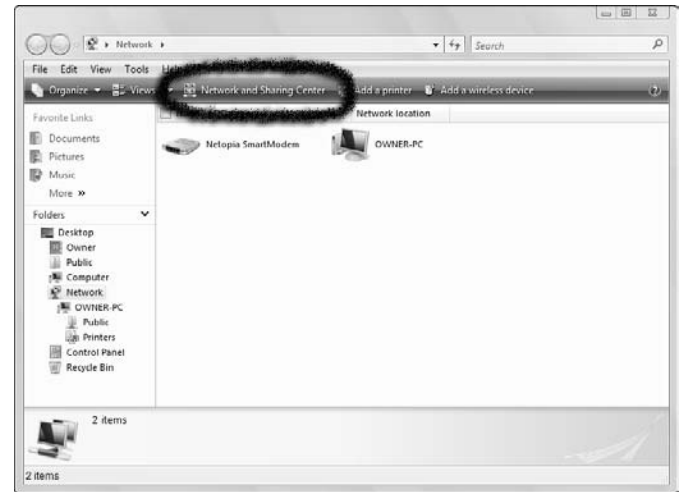 Network
Search
File Edit View Tools Help
Organize Views Network and Sharing Center Add a printer Add a wireless device
Favorite Links
Network location
Documents
Netopia SmartModem
OWNER-PC
Pictures
Music
More »
Folders
Desktop
Owner
Public
Computer
Network
OWNER-PC
Public
Printers
Control Panel
Recycle Bin
2 items
2 items